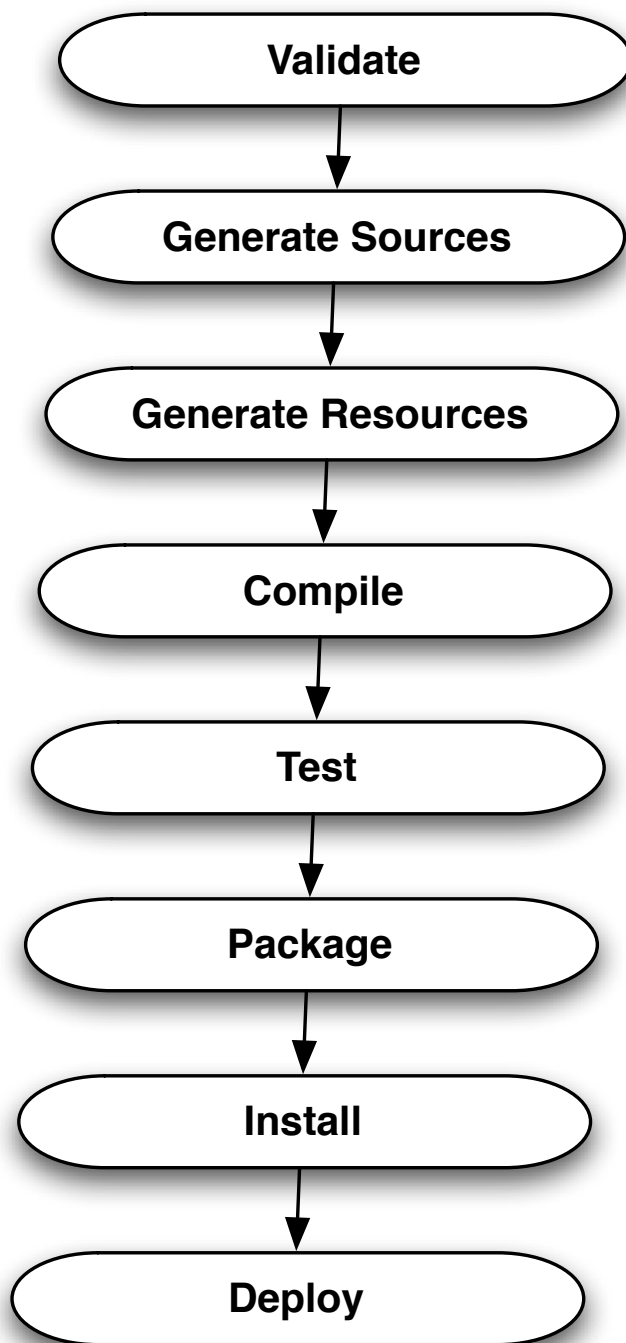 Validate
Generate Sources
Generate Resources
Compile
Test
Package
Install
Deploy